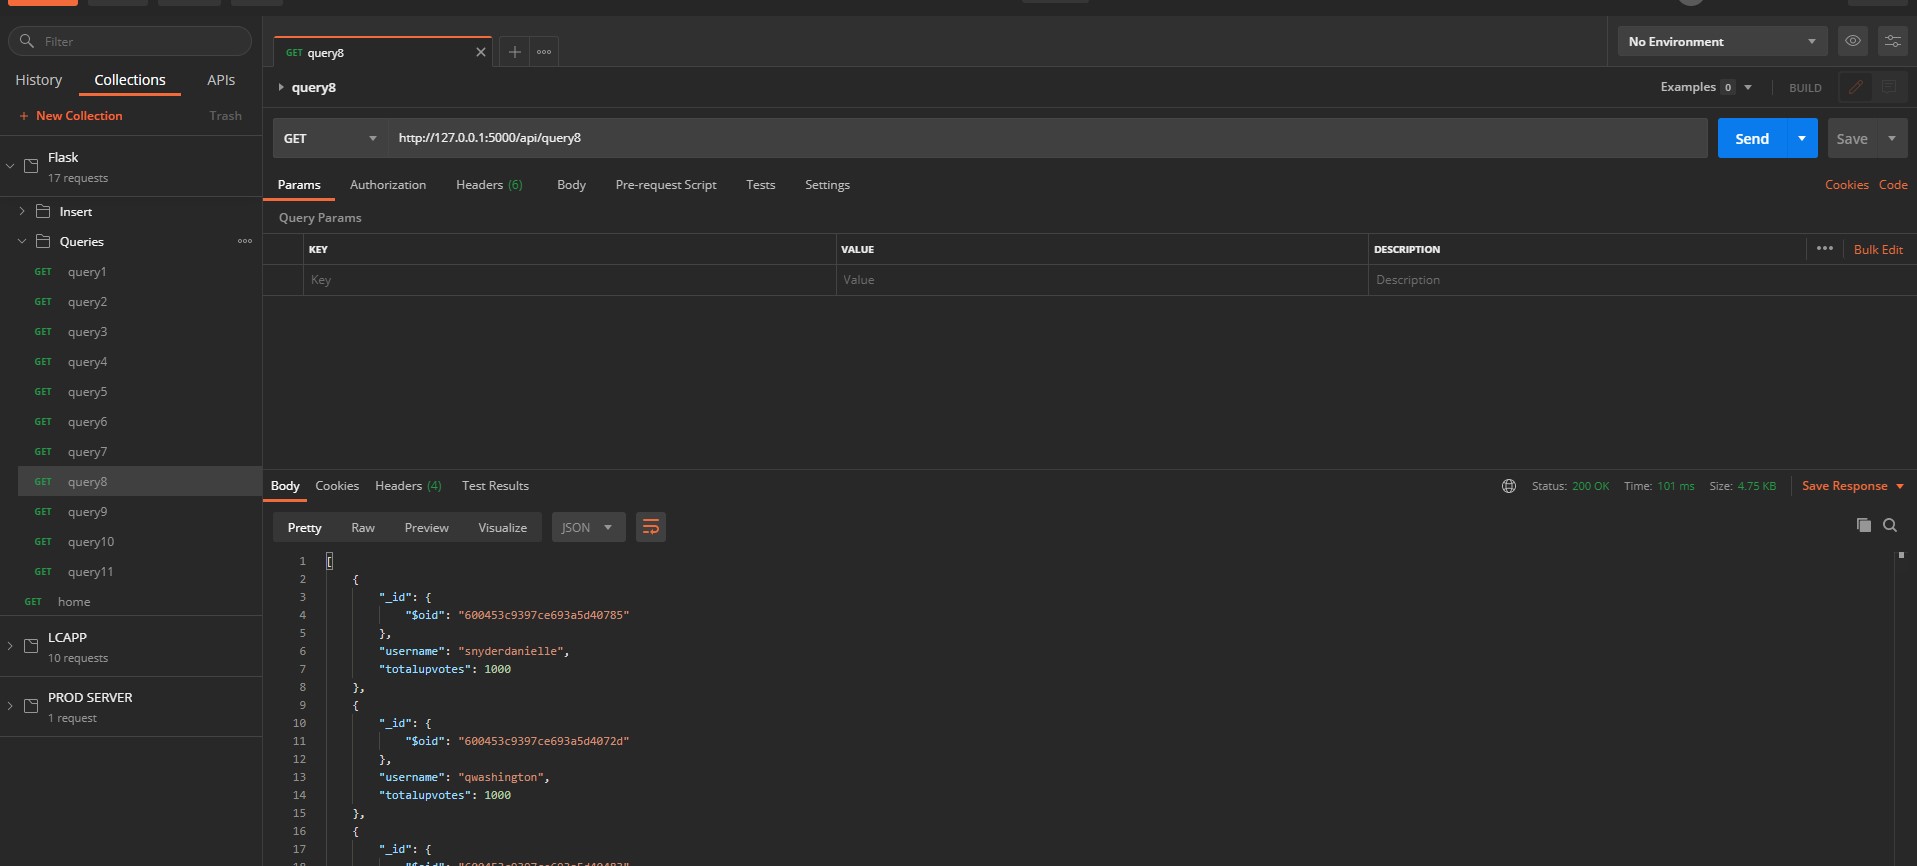 Filter
History Collections APIs
+ New Collection Trash
Flask
17 requests
Insert
Queries
GET query1
GET query2
GET query3
GET query4
GET query5
GET query6
GET query7
GET query8
GET query9
GET query10
GET query11
GET home
LCAPP
10 requests
PROD SERVER
1 request
GET query8
No Environment
query8
Examples 0 BUILD
GET http://127.0.0.1:5000/api/query8 Send Save
Params Authorization Headers (6) Body Pre-request Script Tests Settings Cookies Code
Query Params
KEY VALUE DESCRIPTION Bulk Edit
Key Value Description
Body Cookies Headers (4) Test Results Status: 200 OK Time: 101 ms Size: 4.75 KB Save Response
Pretty Raw Preview Visualize JSON
1 [
2 {
3 "_id": {
4 "$oid": "600453c9397ce693a5d40785"
5 },
6 "username": "snyderdanielle",
7 "totalupvotes": 1000
8 },
9 {
10 "_id": {
11 "$oid": "600453c9397ce693a5d4072d"
12 },
13 "username": "qwashington",
14 "totalupvotes": 1000
15 },
16 {
17 "_id": {